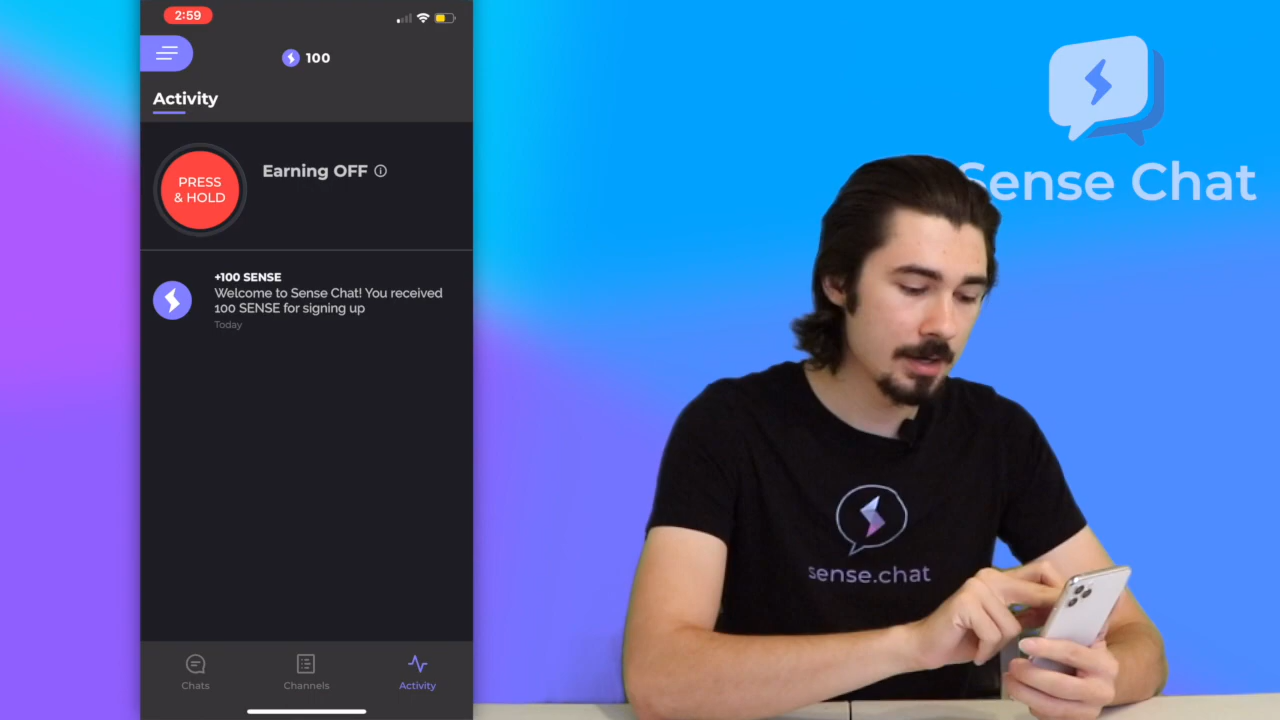 2:59
100
Activity
PRESS
& HOLD
Earning OFF
+100 SENSE
Welcome to Sense Chat! You received
100 SENSE for signing up
Today
Chats
Channels
Activity
Sense Chat
sense.chat